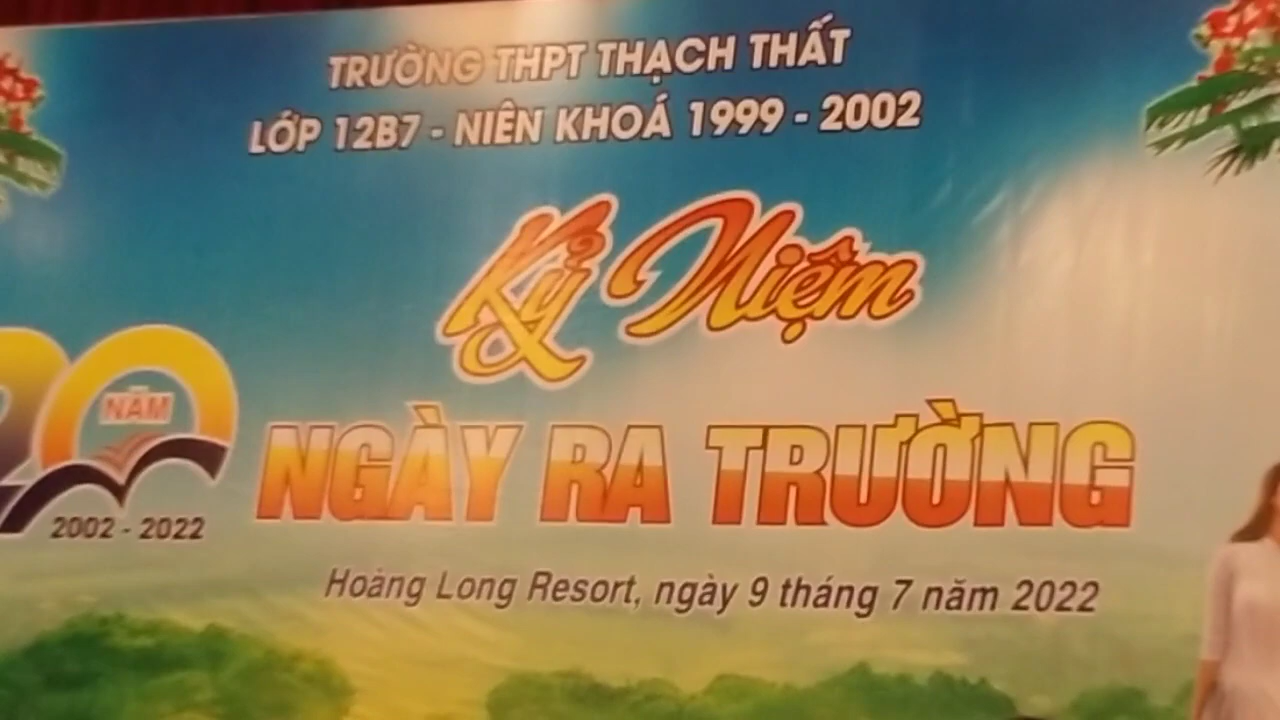 TRƯỜNG THPT THẠCH THẤT
LỚP 12B7 - NIÊN KHOÁ 1999 - 2002
Kỷ Niệm
20 NĂM
NGÀY RA TRƯỜNG
2002 - 2022
Hoàng Long Resort, ngày 9 tháng 7 năm 2022